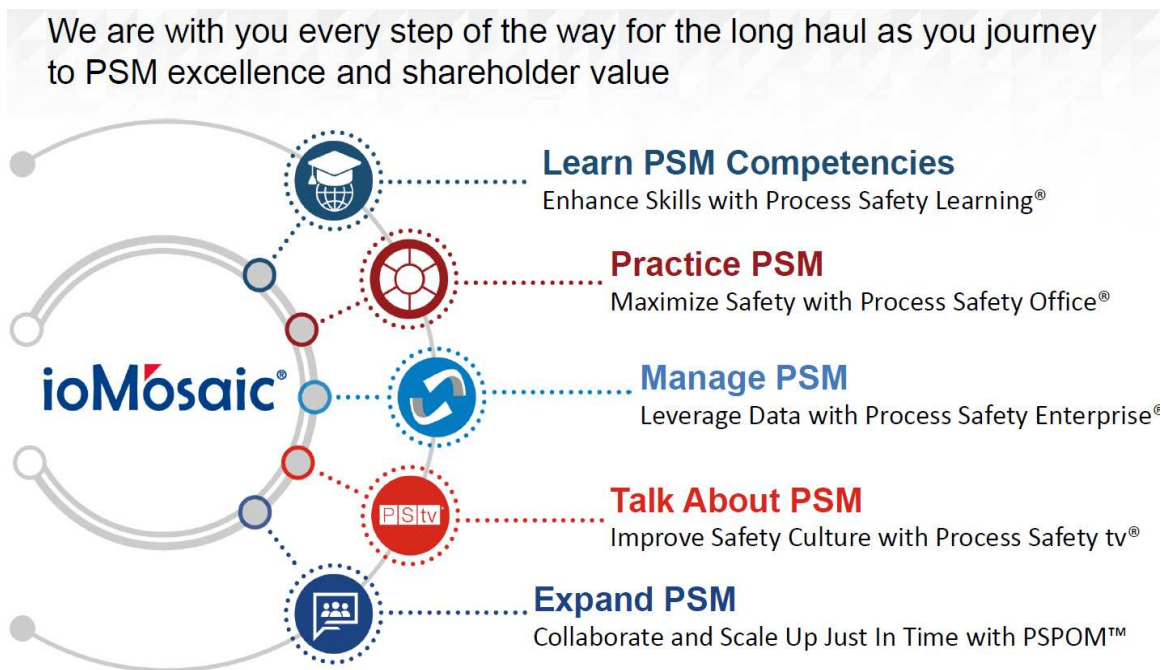 We are with you every step of the way for the long haul as you journey
to PSM excellence and shareholder value
Learn PSM Competencies
Enhance Skills with Process Safety Learning®
Practice PSM
Maximize Safety with Process Safety Office®
ioMosaic®
Manage PSM
Leverage Data with Process Safety Enterprise®
Talk About PSM
P|S|tv
Improve Safety Culture with Process Safety tv®
Expand PSM
Collaborate and Scale Up Just In Time with PSPOM™